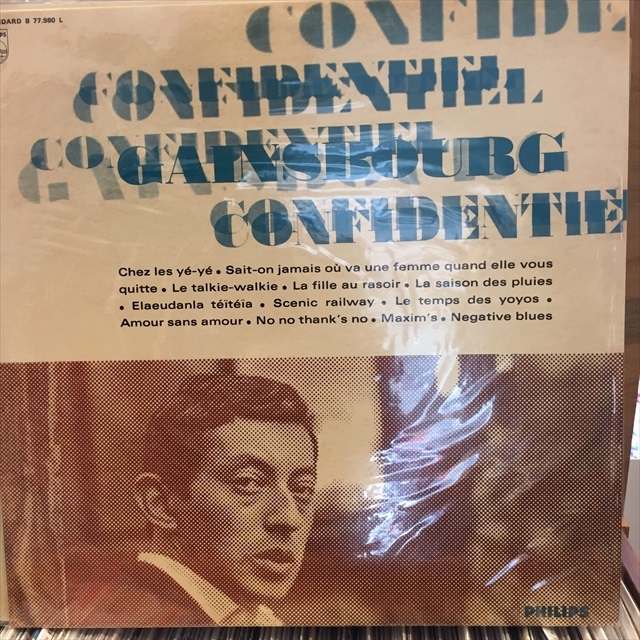 DARD B 77.980 L
CONFIDE
CONFIDENTIEL
CONFIDENTIEL
GAINSBOURG
CONFIDENTIE
Chez les yé-yé • Sait-on jamais où va une femme quand elle vous
quitte • Le talkie-walkie • La fille au rasoir • La saison des pluies
• Elaeudanla téïtéïa • Scenic railway • Le temps des yoyos •
Amour sans amour • No no thank's no • Maxim's • Negative blues
PHILIPS